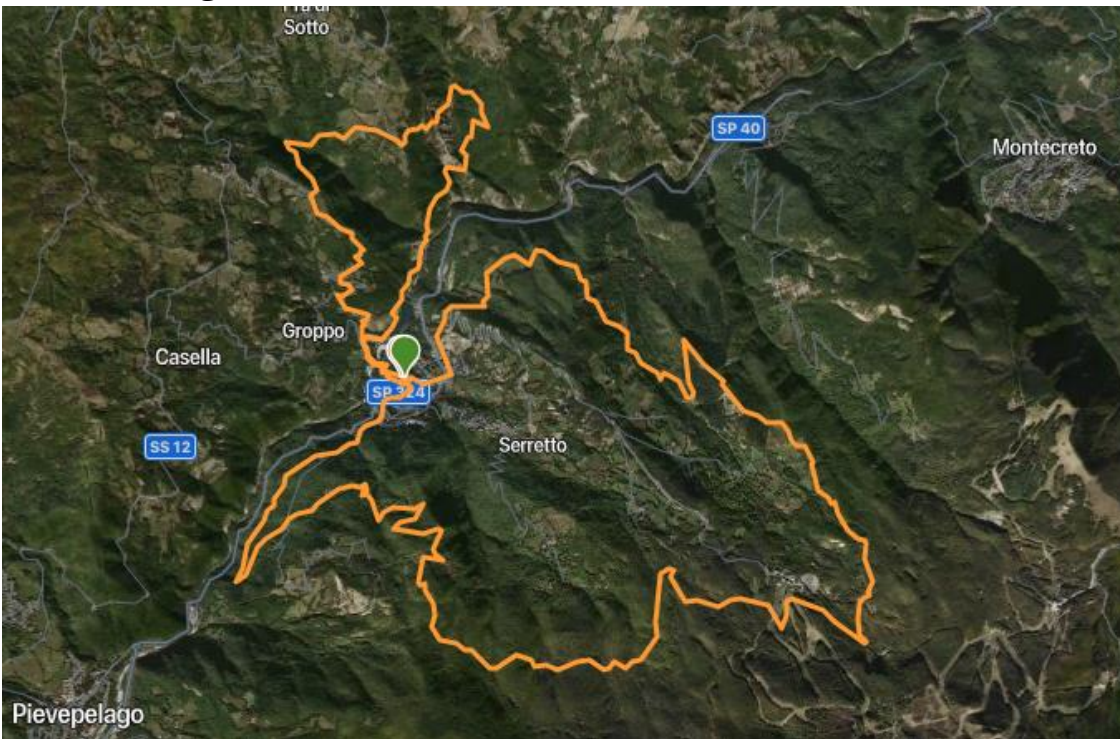 Sotto
SP 40
Montecreto
Groppo
Casella
SP 324
SS 12
Serretto
Pievepelago